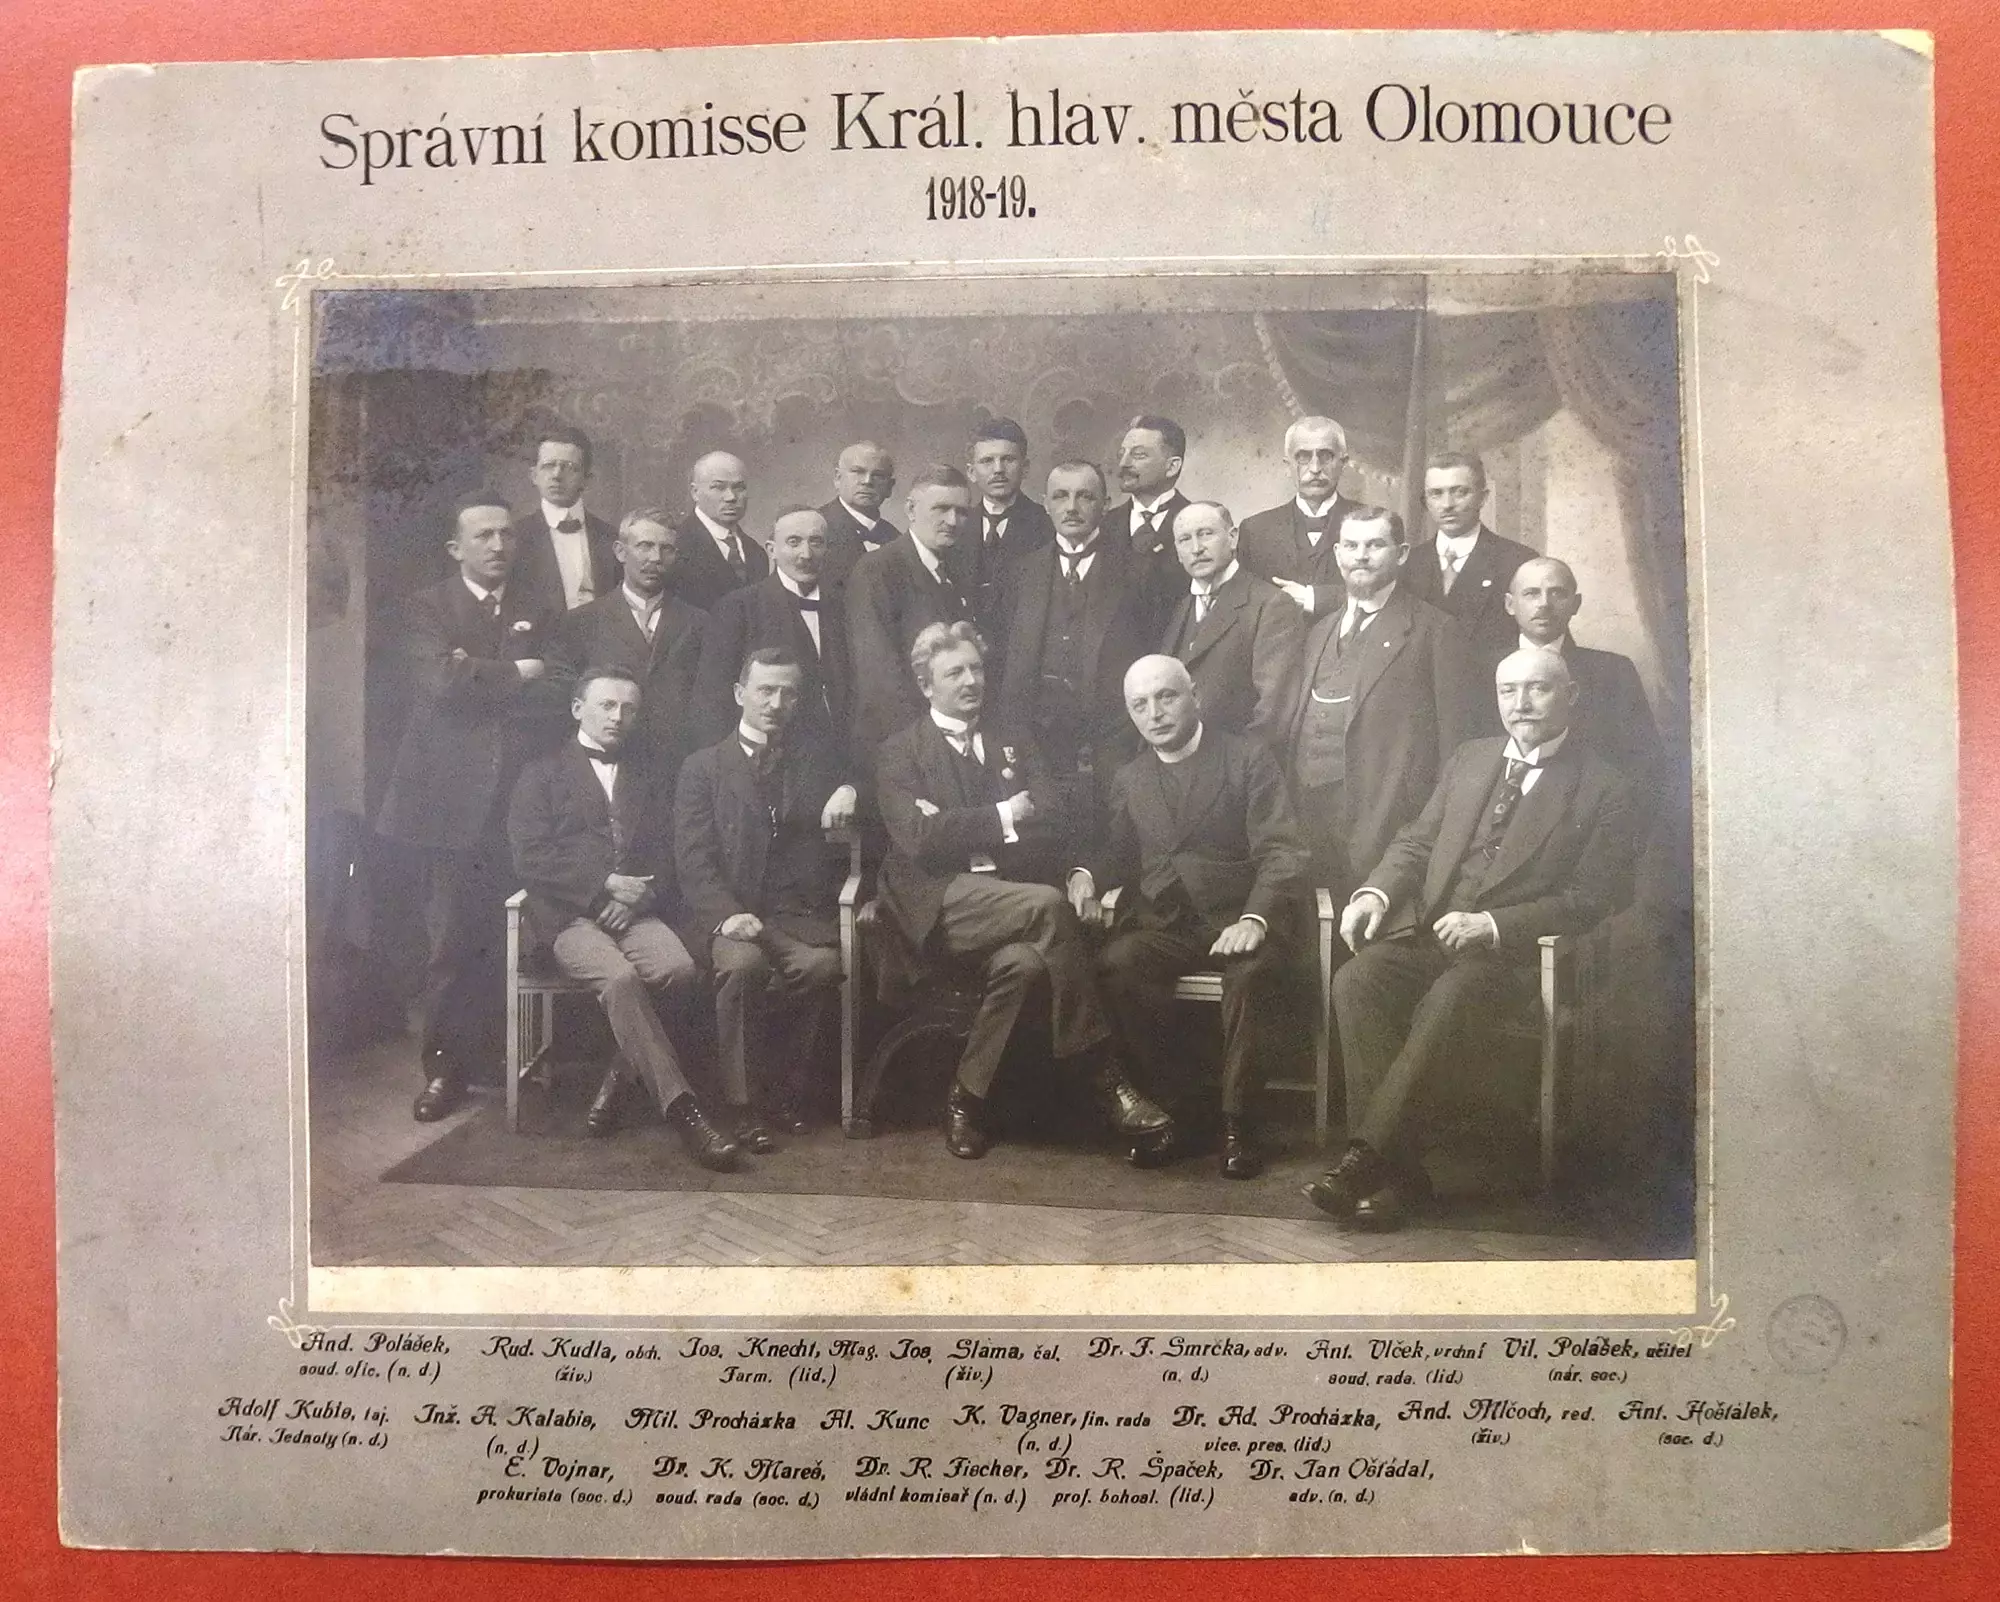 Správní komisse Král. hlav. města Olomouce
1918-19.
And. Polášek, Rud. Kudla, obch. Jos. Knecht, Mag. Jos. Sláma, čal. Dr. F. Smrčka, adv. Ant. Vlček, vrchní Vil. Polášek, učitel
soud. ofic. (n. d.) (živ.) Farm. (lid.) (živ.) (n. d.) soud. rada. (lid.) (nár. soc.)
Adolf Kubis, taj. Inž. A. Kalabis, Mil. Procházka Al. Kunc K. Vagner, fin. rada Dr. Ad. Procházka, And. Mlčoch, red. Ant. Hošťálek,
Nár. Jednoty (n. d.) (n. d.) (n. d.) vice. pres. (lid.) (živ.) (soc. d.)
E. Vojnar, Dr. K. Mareš, Dr. R. Fischer, Dr. R. Špaček, Dr. Jan Ošťádal,
prokurista (soc. d.) soud. rada (soc. d.) vládní komisař (n. d.) prof. bohosl. (lid.) adv. (n. d.)